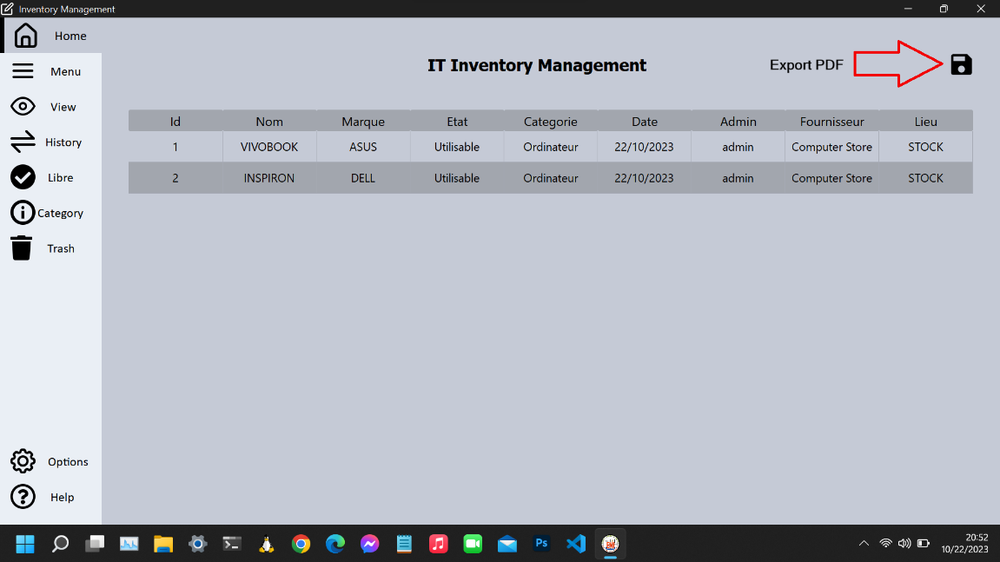 Inventory Management
Home
Menu
View
History
Libre
Category
Trash
Options
Help
IT Inventory Management
Export PDF
Id Nom Marque Etat Categorie Date Admin Fournisseur Lieu
1 VIVOBOOK ASUS Utilisable Ordinateur 22/10/2023 admin Computer Store STOCK
2 INSPIRON DELL Utilisable Ordinateur 22/10/2023 admin Computer Store STOCK
Ps
20:52
10/22/2023